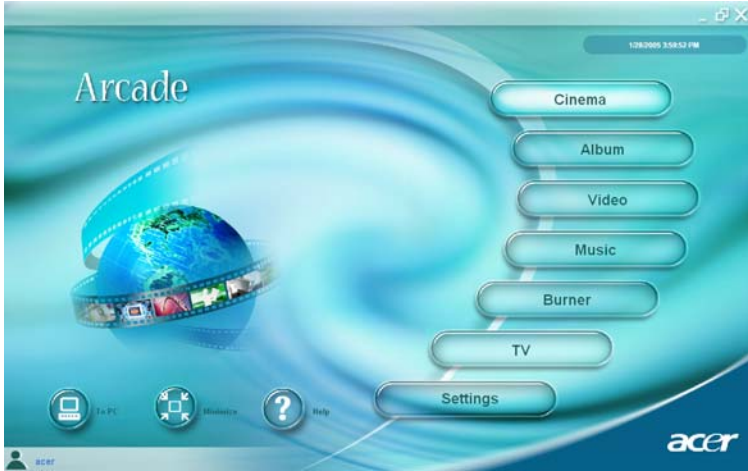 1/28/2005 3:58:52 PM
Arcade
Cinema
Album
Video
Music
Burner
TV
Settings
To PC
Minimize
Help
acer
acer